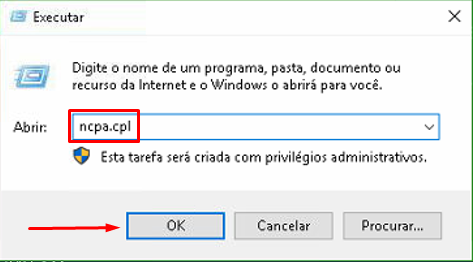 Executar
Digite o nome de um programa, pasta, documento ou
recurso da Internet e o Windows o abrirá para você.
Abrir:
ncpa.cpl
Esta tarefa será criada com privilégios administrativos.
OK
Cancelar
Procurar...